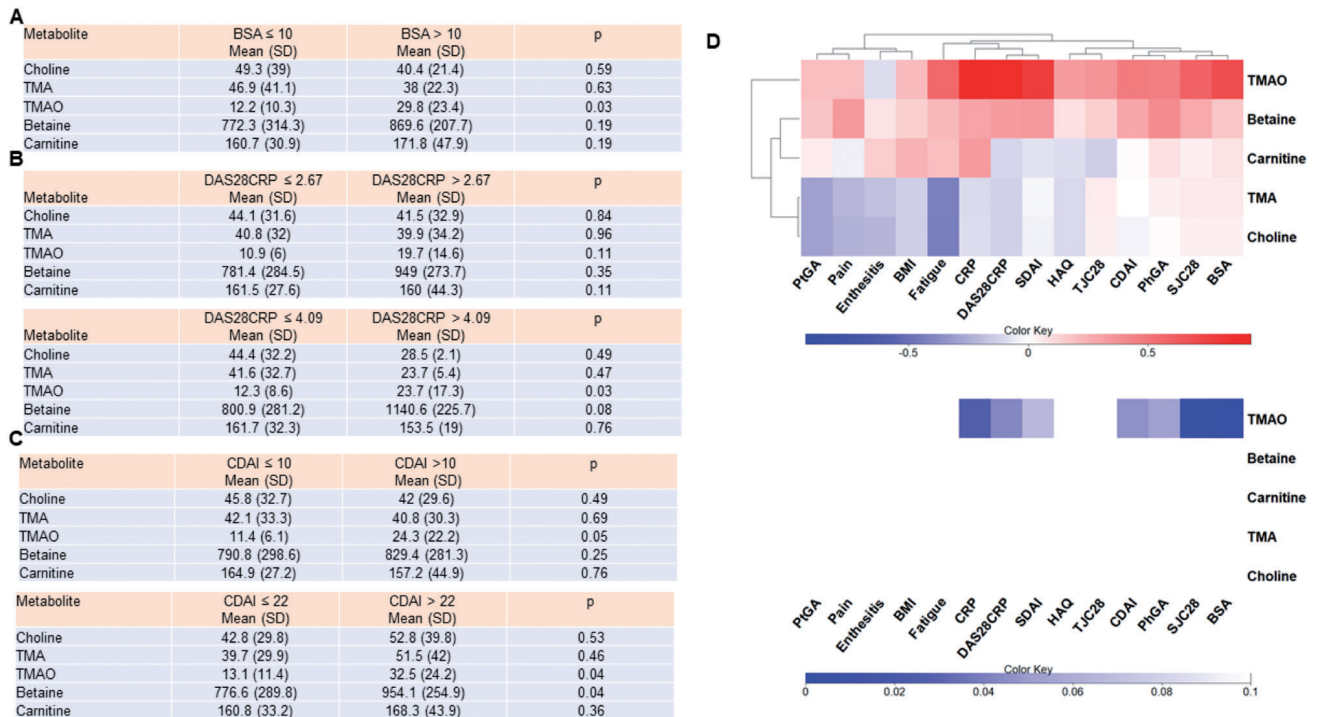 A
Metabolite BSA ≤ 10 BSA > 10 p
Mean (SD) Mean (SD)
Choline 49.3 (39) 40.4 (21.4) 0.59
TMA 46.9 (41.1) 38 (22.3) 0.63
TMAO 12.2 (10.3) 29.8 (23.4) 0.03
Betaine 772.3 (314.3) 869.6 (207.7) 0.19
Carnitine 160.7 (30.9) 171.8 (47.9) 0.19
B
DAS28CRP ≤ 2.67 DAS28CRP > 2.67 p
Metabolite Mean (SD) Mean (SD)
Choline 44.1 (31.6) 41.5 (32.9) 0.84
TMA 40.8 (32) 39.9 (34.2) 0.96
TMAO 10.9 (6) 19.7 (14.6) 0.11
Betaine 781.4 (284.5) 949 (273.7) 0.35
Carnitine 161.5 (27.6) 160 (44.3) 0.11
DAS28CRP ≤ 4.09 DAS28CRP > 4.09 p
Metabolite Mean (SD) Mean (SD)
Choline 44.4 (32.2) 28.5 (2.1) 0.49
TMA 41.6 (32.7) 23.7 (5.4) 0.47
TMAO 12.3 (8.6) 23.7 (17.3) 0.03
Betaine 800.9 (281.2) 1140.6 (225.7) 0.08
Carnitine 161.7 (32.3) 153.5 (19) 0.76
C
Metabolite CDAI ≤ 10 CDAI >10 p
Mean (SD) Mean (SD)
Choline 45.8 (32.7) 42 (29.6) 0.49
TMA 42.1 (33.3) 40.8 (30.3) 0.69
TMAO 11.4 (6.1) 24.3 (22.2) 0.05
Betaine 790.8 (298.6) 829.4 (281.3) 0.25
Carnitine 164.9 (27.2) 157.2 (44.9) 0.76
Metabolite CDAI ≤ 22 CDAI > 22 p
Mean (SD) Mean (SD)
Choline 42.8 (29.8) 52.8 (39.8) 0.53
TMA 39.7 (29.9) 51.5 (42) 0.46
TMAO 13.1 (11.4) 32.5 (24.2) 0.04
Betaine 776.6 (289.8) 954.1 (254.9) 0.04
Carnitine 160.8 (33.2) 168.3 (43.9) 0.36
D
TMAO
Betaine
Carnitine
TMA
Choline
PtGA Pain Enthesitis BMI Fatigue CRP DAS28CRP SDAI HAQ TJC28 CDAI PhGA SJC28 BSA
Color Key
-0.5 0 0.5
TMAO
Betaine
Carnitine
TMA
Choline
PtGA Pain Enthesitis BMI Fatigue CRP DAS28CRP SDAI HAQ TJC28 CDAI PhGA SJC28 BSA
Color Key
0 0.02 0.04 0.06 0.08 0.1